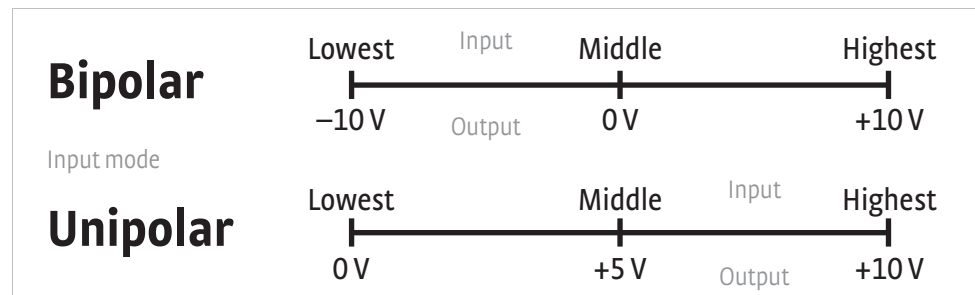 Bipolar
Lowest Input Middle Highest
–10 V Output 0 V +10 V
Input mode
Unipolar
Lowest Middle Input Highest
0 V +5 V Output +10 V